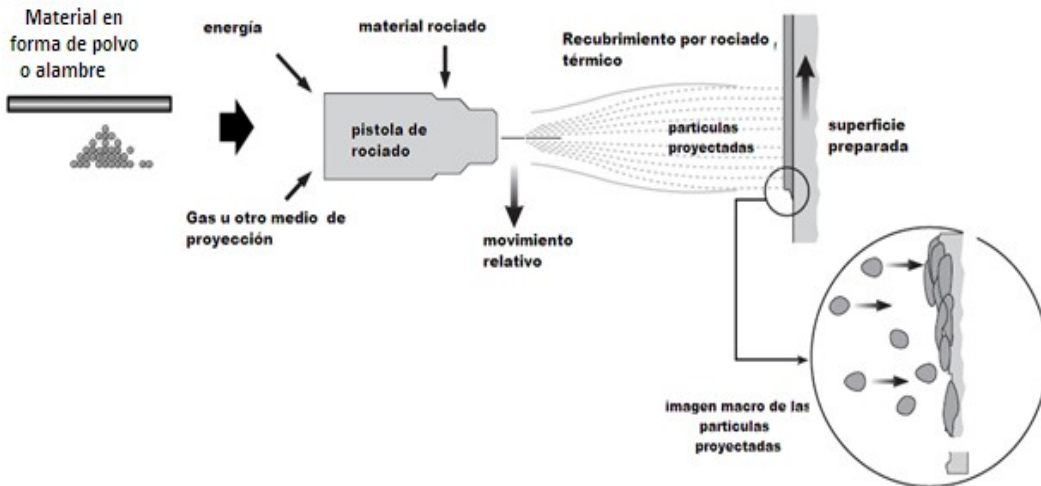 Material en
forma de polvo
o alambre
energía
material rociado
Recubrimiento por rociado
térmico
pistola de
rociado
partículas
proyectadas
superficie
preparada
Gas u otro medio de
proyección
movimiento
relativo
imagen macro de las
partículas
proyectadas